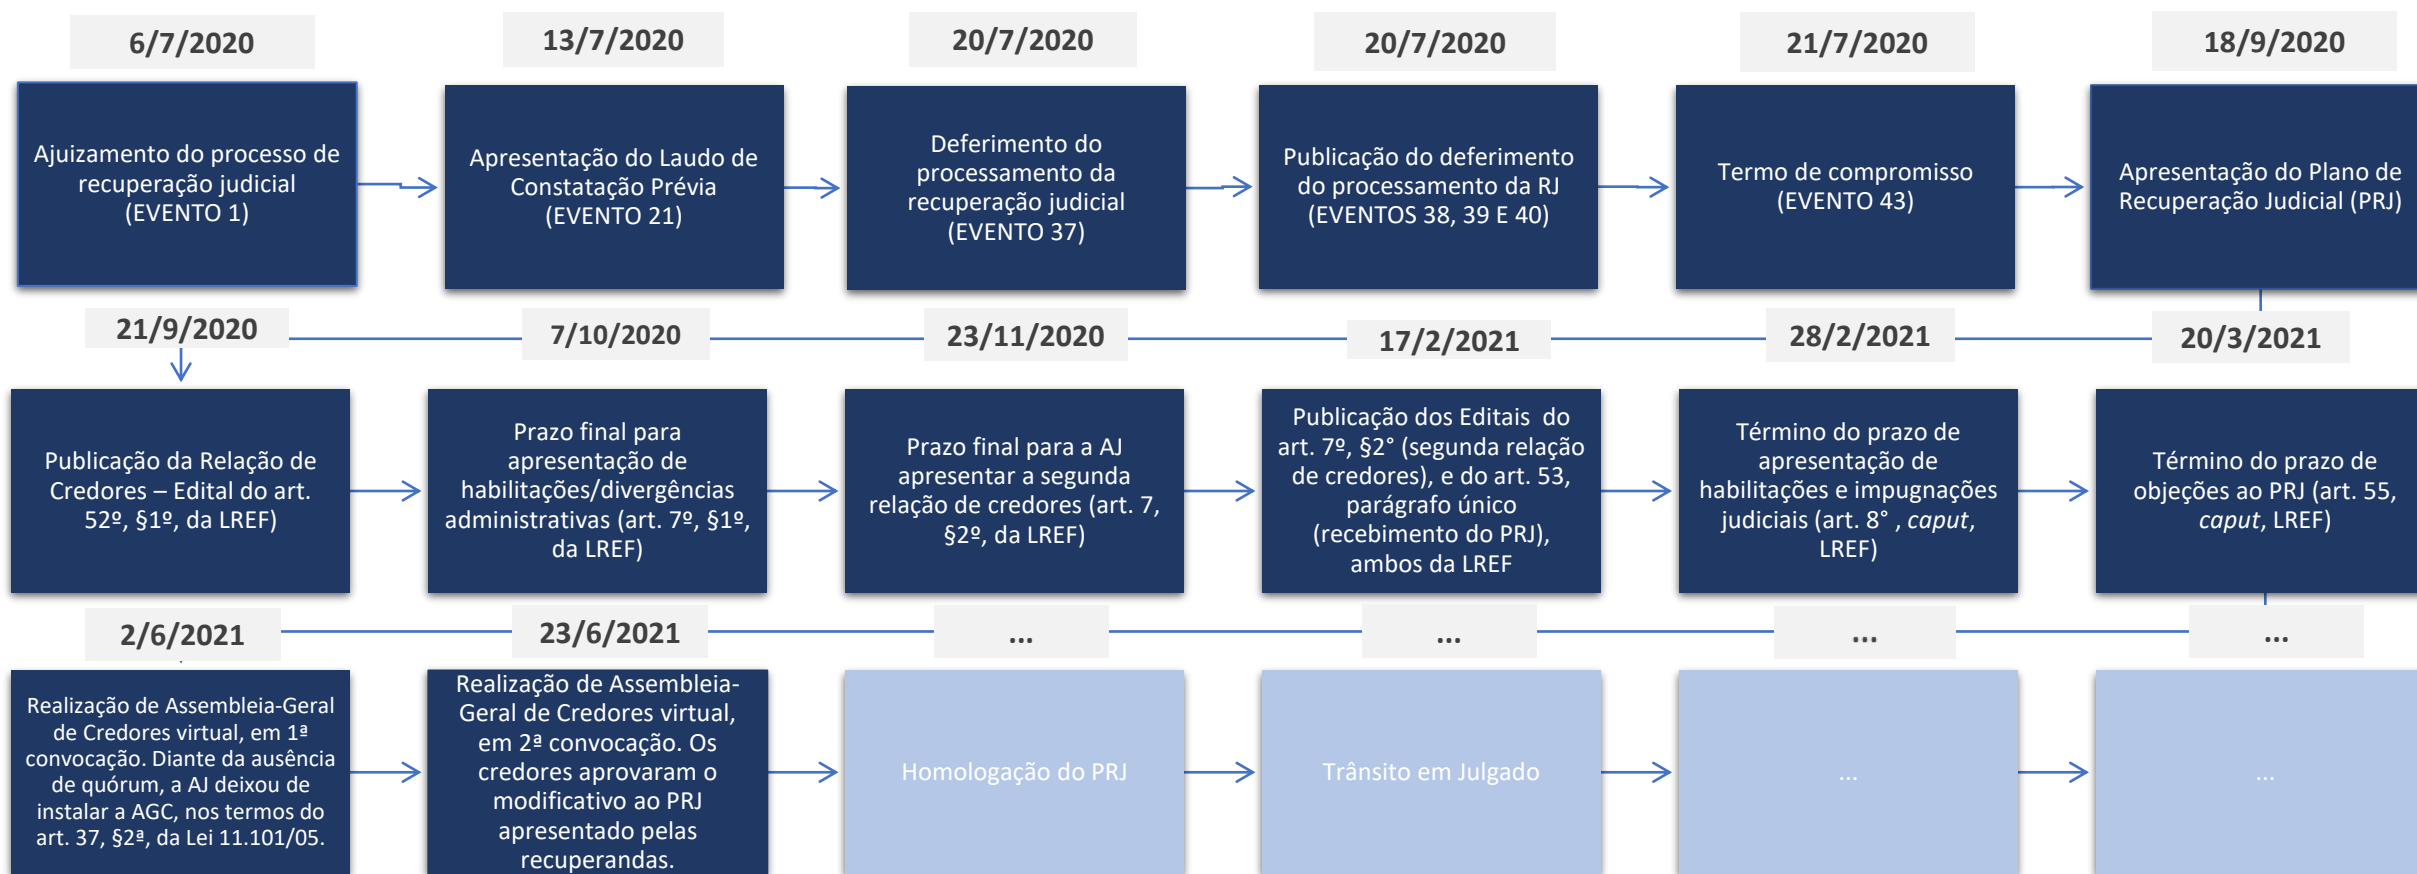 6/7/2020
13/7/2020
20/7/2020
20/7/2020
21/7/2020
18/9/2020
Ajuizamento do processo de
recuperação judicial
(EVENTO 1)
Apresentação do Laudo de
Constatação Prévia
(EVENTO 21)
Deferimento do
processamento da
recuperação judicial
(EVENTO 37)
Publicação do deferimento
do processamento da RJ
(EVENTOS 38, 39 E 40)
Termo de compromisso
(EVENTO 43)
Apresentação do Plano de
Recuperação Judicial (PRJ)
21/9/2020
7/10/2020
23/11/2020
17/2/2021
28/2/2021
20/3/2021
Publicação da Relação de
Credores – Edital do art.
52º, §1º, da LREF)
Prazo final para
apresentação de
habilitações/divergências
administrativas (art. 7º, §1º,
da LREF)
Prazo final para a AJ
apresentar a segunda
relação de credores (art. 7,
§2º, da LREF)
Publicação dos Editais do
art. 7º, §2° (segunda relação
de credores), e do art. 53,
parágrafo único
(recebimento do PRJ),
ambos da LREF
Término do prazo de
apresentação de
habilitações e impugnações
judiciais (art. 8° , caput,
LREF)
Término do prazo de
objeções ao PRJ (art. 55,
caput, LREF)
2/6/2021
23/6/2021
...
...
...
...
Realização de Assembleia-Geral
de Credores virtual, em 1ª
convocação. Diante da ausência
de quórum, a AJ deixou de
instalar a AGC, nos termos do
art. 37, §2ª, da Lei 11.101/05.
Realização de Assembleia-
Geral de Credores virtual,
em 2ª convocação. Os
credores aprovaram o
modificativo ao PRJ
apresentado pelas
recuperandas.
Homologação do PRJ
Trânsito em Julgado
...
...